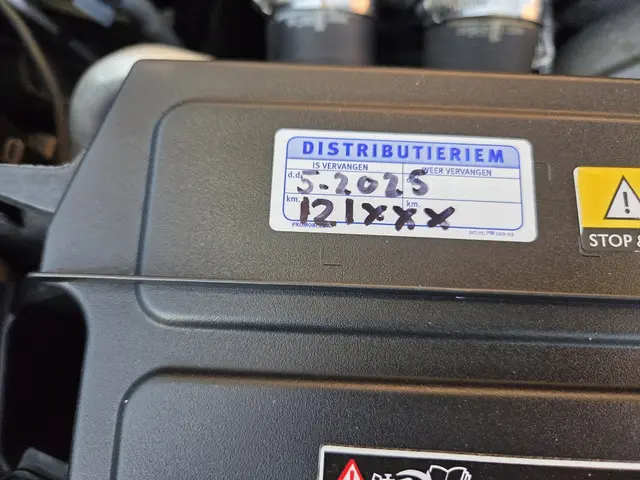 DISTRIBUTIERIEM
IS VERVANGEN WEER VERVANGEN
d.d. 5-2025
km. 121xxx km.
STOP &